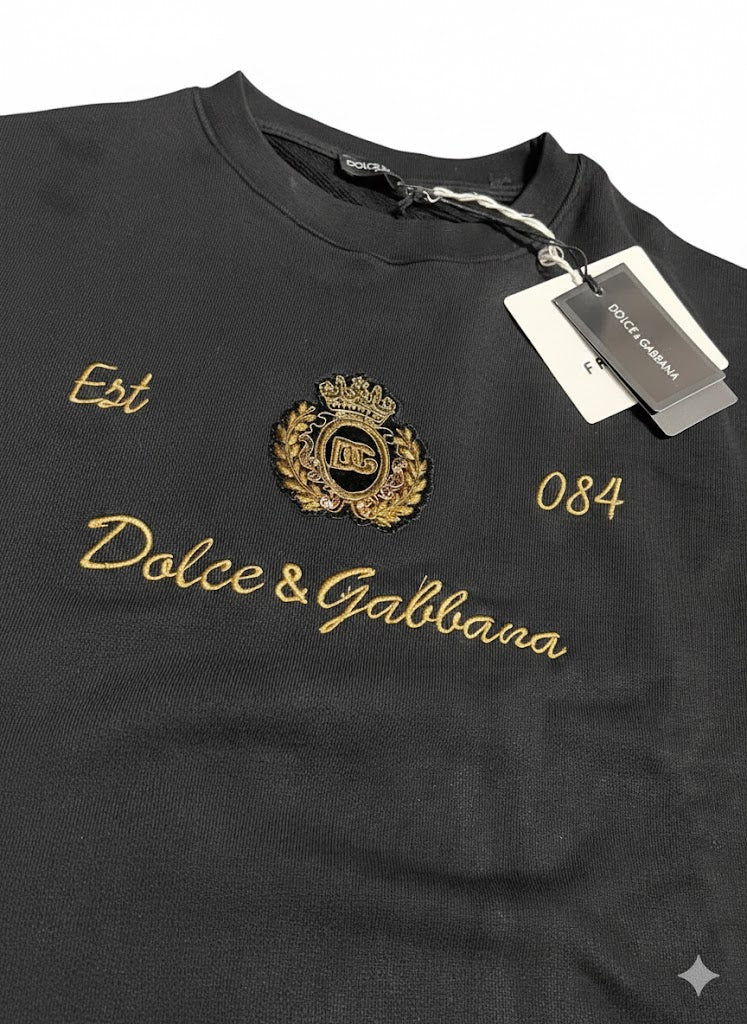 DOLCE&
DOLCE & GABBANA
F
R
Est
DG
084
Dolce & Gabbana